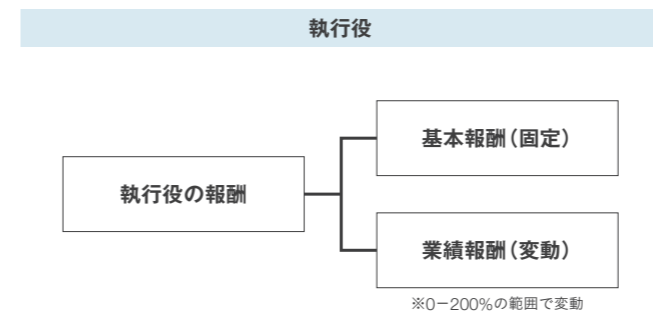 執行役
基本報酬（固定）
執行役の報酬
業績報酬（変動）
※0－200%の範囲で変動